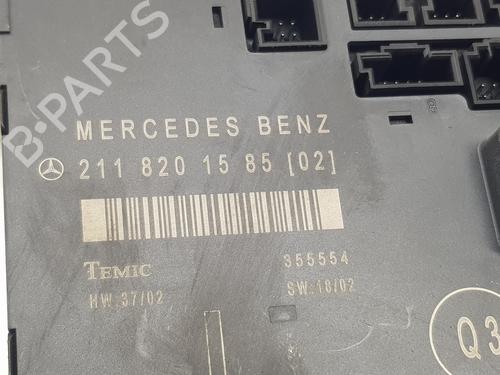 B-PARTS
MERCEDES BENZ
211 820 15 85 [02]
TEMIC 355554
HW:37/02 SW:18/02
Q3